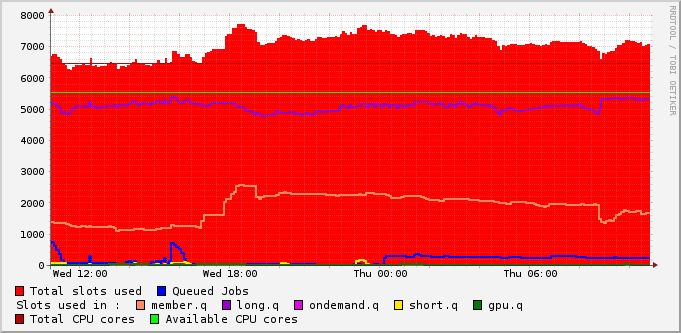 8000
7000
6000
5000
4000
3000
2000
1000
0
Wed 12:00 Wed 18:00 Thu 00:00 Thu 06:00
Total slots used Queued Jobs
Slots used in : member.q long.q ondemand.q short.q gpu.q
Total CPU cores Available CPU cores
RRDTOOL / TOBI OETIKER